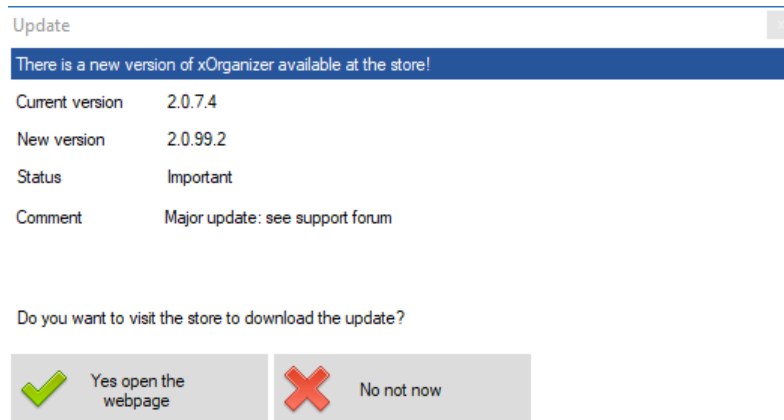 Update
There is a new version of xOrganizer available at the store!
Current version 2.0.7.4
New version 2.0.99.2
Status Important
Comment Major update: see support forum
Do you want to visit the store to download the update?
Yes open the
webpage
No not now